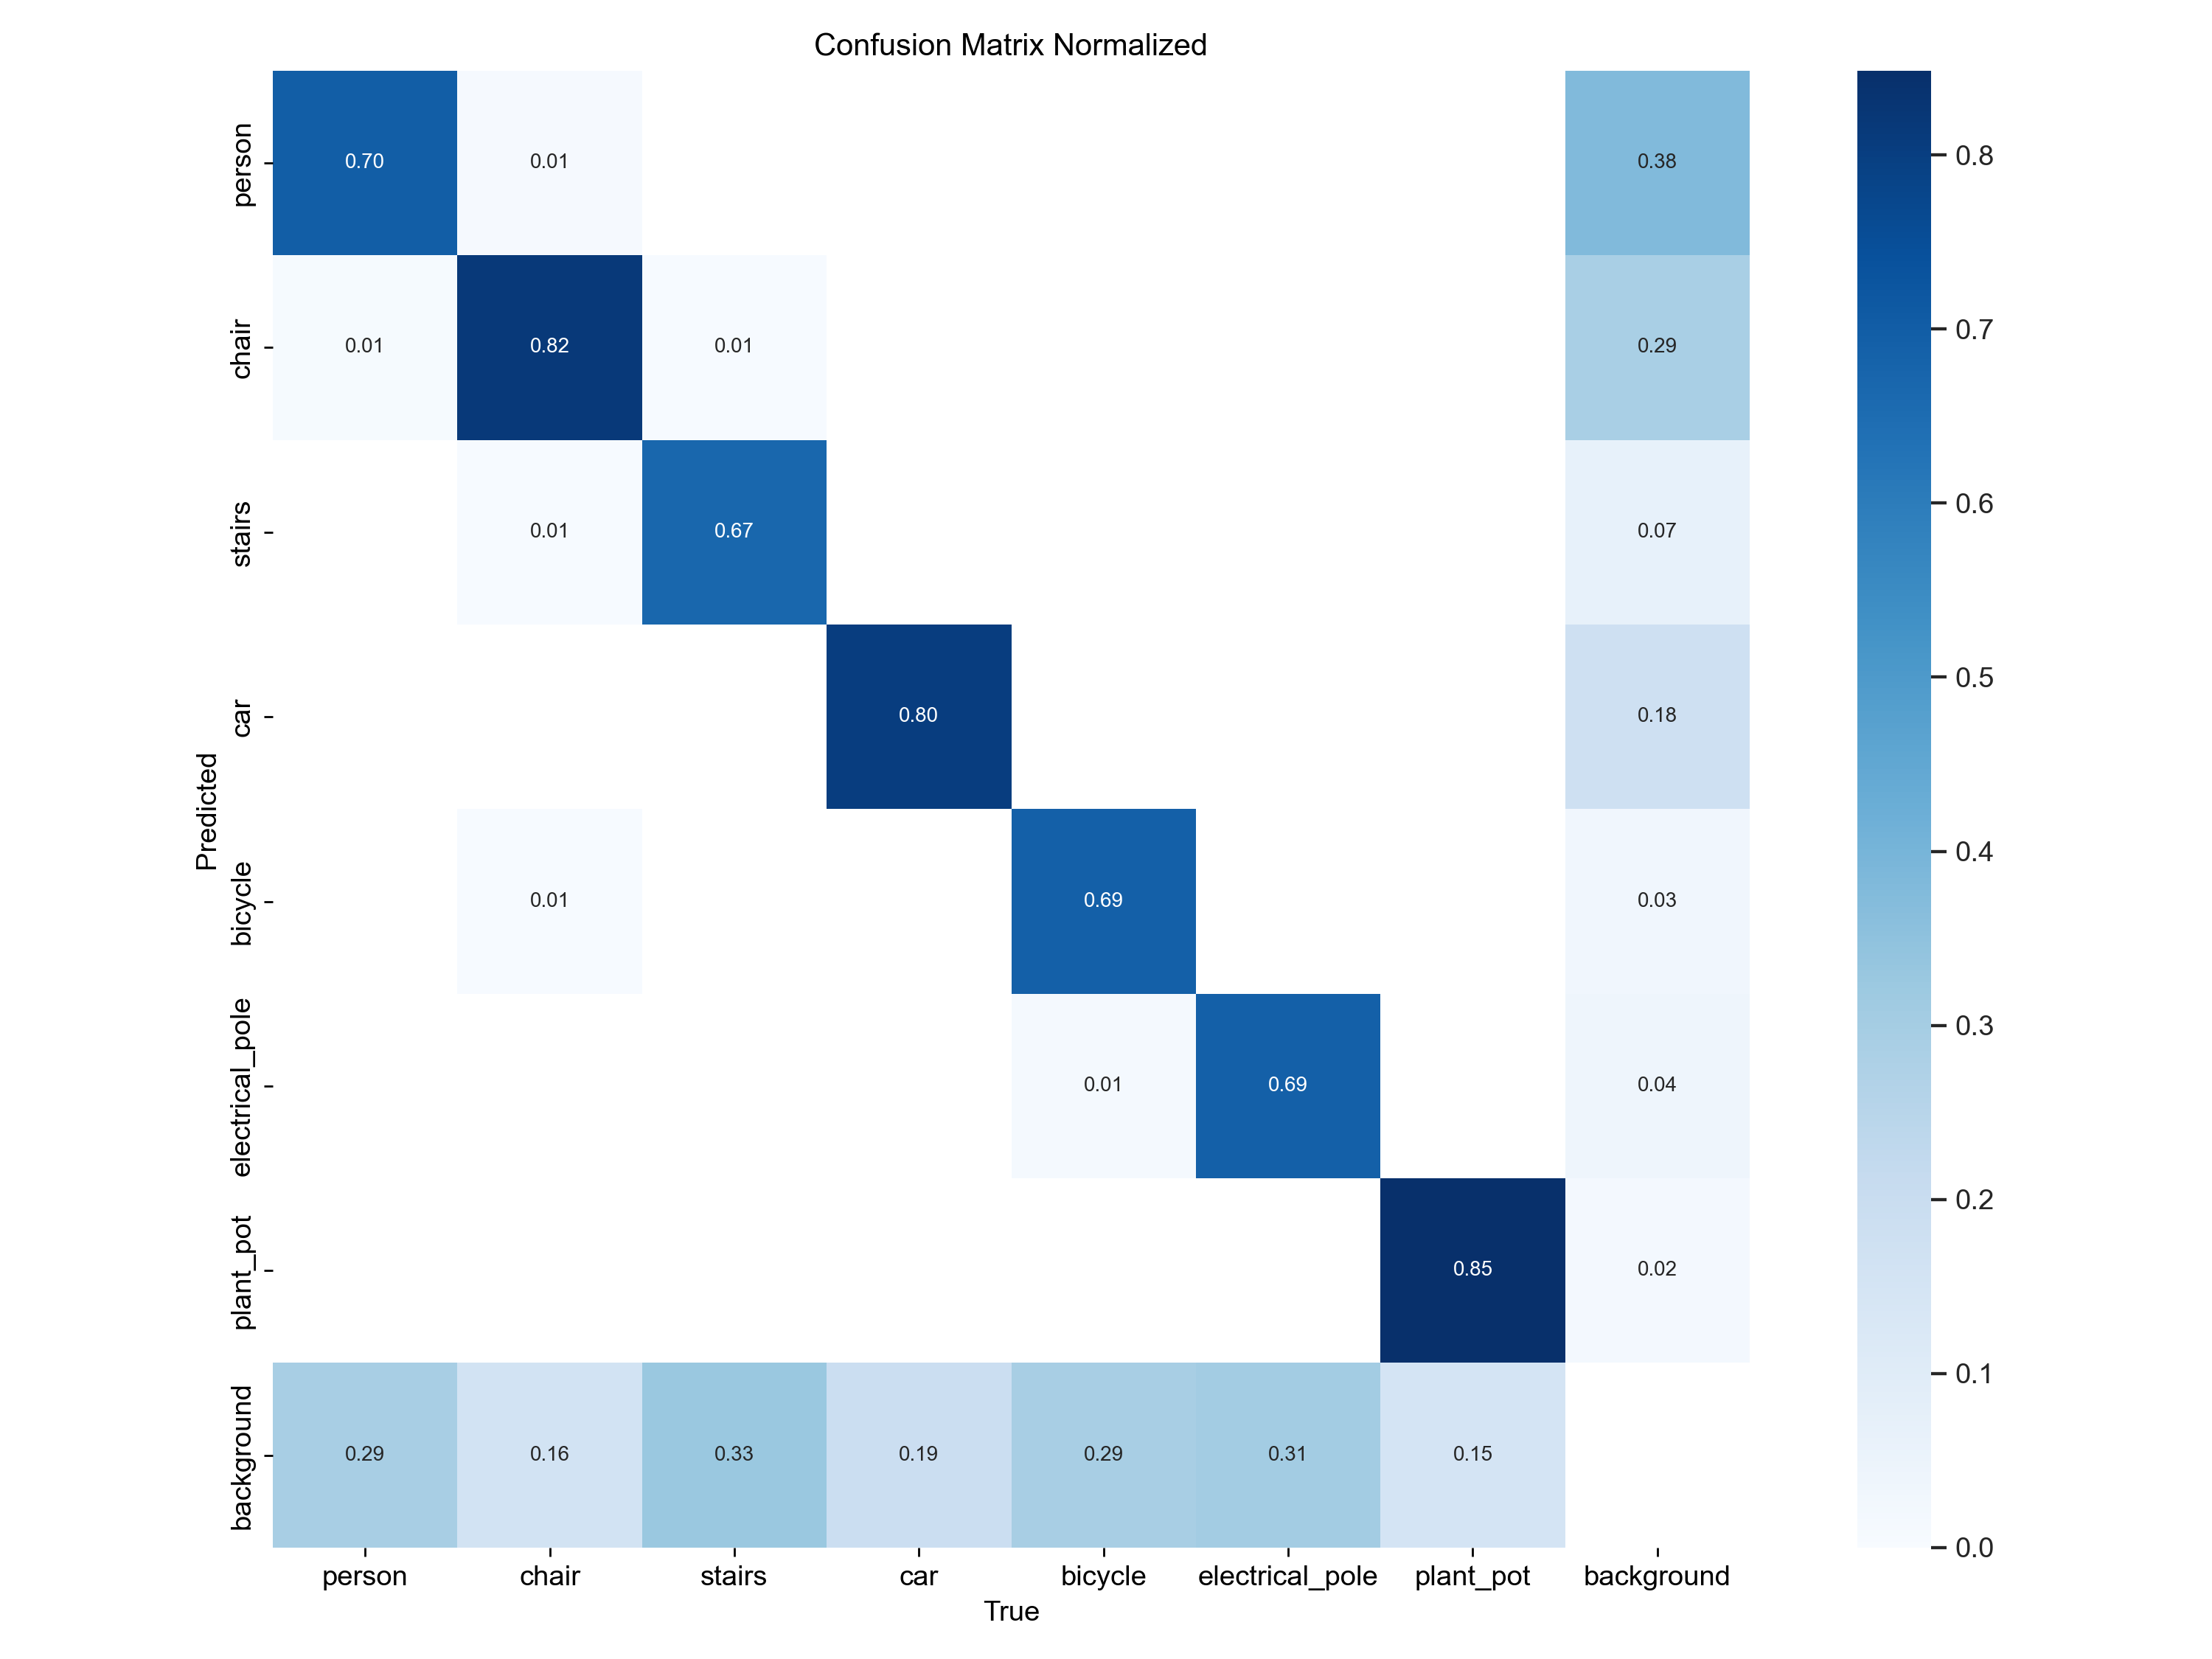 Confusion Matrix Normalized
person
0.70
0.01
0.38
0.8
chair
0.01
0.82
0.01
0.29
0.7
stairs
0.01
0.67
0.07
0.6
car
0.80
0.18
0.5
Predicted
bicycle
0.01
0.69
0.03
0.4
electrical_pole
0.01
0.69
0.04
0.3
plant_pot
0.85
0.02
0.2
background
0.29
0.16
0.33
0.19
0.29
0.31
0.15
0.1
0.0
person
chair
stairs
car
bicycle
electrical_pole
plant_pot
background
True